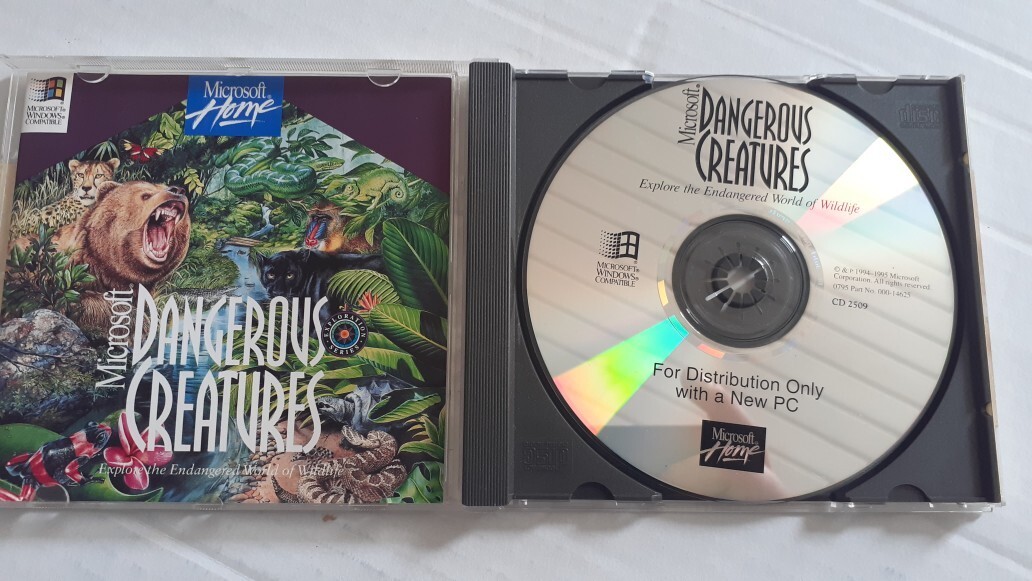 MICROSOFT®
WINDOWS®
COMPATIBLE
Microsoft®
Home
Microsoft
DANGEROUS
CREATURES
EXPLORATION
SERIES
Explore the Endangered World of Wildlife™
Microsoft®
DANGEROUS
CREATURES
Explore the Endangered World of Wildlife
MICROSOFT®
WINDOWS®
COMPATIBLE
© & ℗ 1994-1995 Microsoft
Corporation. All rights reserved.
0795 Part No. 000-14623
CD 2509
For Distribution Only
with a New PC
Microsoft®
Home